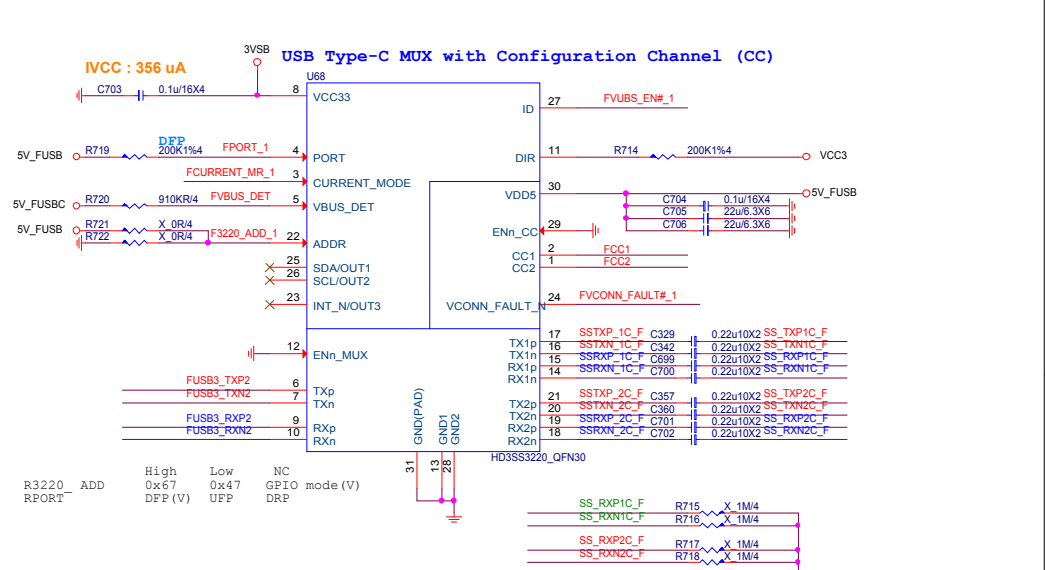 3VSB
USB Type-C MUX with Configuration Channel (CC)
IVCC : 356 uA
U68
C703 0.1u/16X4 8 VCC33
ID 27 FVUBS_EN#_1
DFP
5V_FUSB R719 200K1%4 FPORT_1 4 PORT
DIR 11 R714 200K1%4 VCC3
FCURRENT_MR_1 3 CURRENT_MODE
VDD5 30 5V_FUSB
5V_FUSBC R720 910KR/4 FVBUS_DET 5 VBUS_DET
C704 0.1u/16X4
C705 22u/6.3X6
C706 22u/6.3X6
5V_FUSB R721 X_0R/4
R722 X_0R/4 F3220_ADD_1 22 ADDR
ENn_CC 29
CC1 2 FCC1
CC2 1 FCC2
25 SDA/OUT1
26 SCL/OUT2
23 INT_N/OUT3
VCONN_FAULT_N 24 FVCONN_FAULT#_1
12 ENn_MUX
TX1p 17 SSTXP_1C_F C329 0.22u10X2 SS_TXP1C_F
TX1n 16 SSTXN_1C_F C342 0.22u10X2 SS_TXN1C_F
RX1p 15 SSRXP_1C_F C699 0.22u10X2 SS_RXP1C_F
RX1n 14 SSRXN_1C_F C700 0.22u10X2 SS_RXN1C_F
FUSB3_TXP2 6 TXp
FUSB3_TXN2 7 TXn
TX2p 21 SSTXP_2C_F C357 0.22u10X2 SS_TXP2C_F
TX2n 20 SSTXN_2C_F C360 0.22u10X2 SS_TXN2C_F
RX2p 19 SSRXP_2C_F C701 0.22u10X2 SS_RXP2C_F
RX2n 18 SSRXN_2C_F C702 0.22u10X2 SS_RXN2C_F
FUSB3_RXP2 9 RXp
FUSB3_RXN2 10 RXn
GND(PAD) GND1 GND2
31 13 28
HD3SS3220_QFN30
High Low NC
R3220_ ADD 0x67 0x47 GPIO mode(V)
RPORT DFP(V) UFP DRP
SS_RXP1C_F R715 X_1M/4
SS_RXN1C_F R716 X_1M/4
SS_RXP2C_F R717 X_1M/4
SS_RXN2C_F R718 X_1M/4